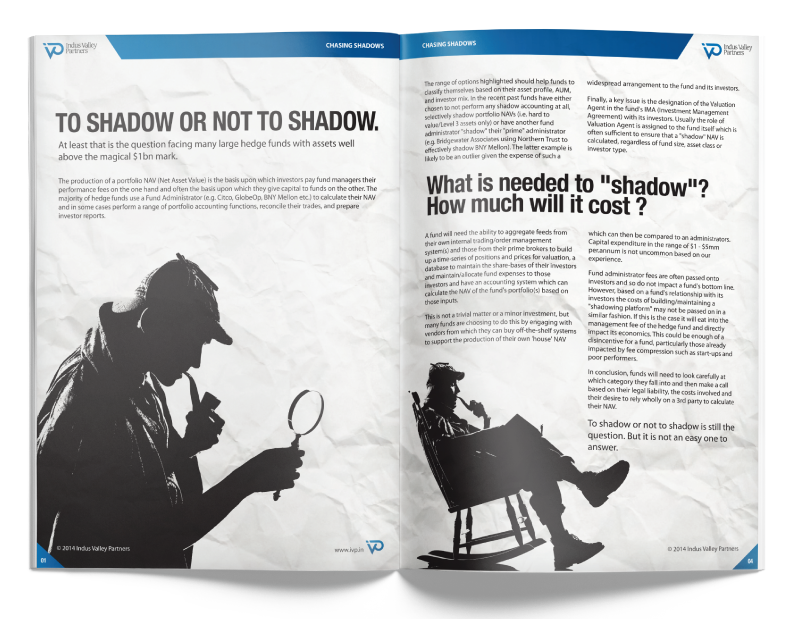 Indus Valley
Partners
CHASING SHADOWS
TO SHADOW OR NOT TO SHADOW.
At least that is the question facing many large hedge funds with assets well
above the magical $1bn mark.
The production of a portfolio NAV (Net Asset Value) is the basis upon which investors pay fund managers their
performance fees on the one hand and often the basis upon which they give capital to funds on the other. The
majority of hedge funds use a Fund Administrator (e.g. Citco, GlobeOp, BNY Mellon etc.) to calculate their NAV
and in some cases perform a range of portfolio accounting functions, reconcile their trades, and prepare
investor reports.
© 2014 Indus Valley Partners
www.ivp.in
03
CHASING SHADOWS
Indus Valley
Partners
The range of options highlighted should help funds to
classify themselves based on their asset profile, AUM,
and investor mix. In the recent past funds have either
chosen to not perform any shadow accounting at all,
selectively shadow portfolio NAVs (i.e. hard to
value/Level 3 assets only) or have another fund
administrator "shadow" their "prime" administrator
(e.g. Bridgewater Associates using Northern Trust to
effectively shadow BNY Mellon). The latter example is
likely to be an outlier given the expense of such a
widespread arrangement to the fund and its investors.
Finally, a key issue is the designation of the Valuation
Agent in the fund's IMA (Investment Management
Agreement) with its investors. Usually the role of
Valuation Agent is assigned to the fund itself which is
often sufficient to ensure that a "shadow" NAV is
calculated, regardless of fund size, asset class or
investor type.
What is needed to "shadow"?
How much will it cost ?
A fund will need the ability to aggregate feeds from
their own internal trading/order management
system(s) and those from their prime brokers to build
up a time-series of positions and prices for valuation, a
database to maintain the share-bases of their investors
and maintain/allocate fund expenses to those
investors and have an accounting system which can
calculate the NAV of the fund's portfolio(s) based on
those inputs.
This is not a trivial matter or a minor investment, but
many funds are choosing to do this by engaging with
vendors from which they can buy off-the-shelf systems
to support the production of their own 'house' NAV
which can then be compared to an administrators.
Capital expenditure in the range of $1 - $5mm
per.annum is not uncommon based on our
experience.
Fund administrator fees are often passed onto
investors and so do not impact a fund's bottom line.
However, based on a fund's relationship with its
investors the costs of building/maintaining a
"shadowing platform" may not be passed on in a
similar fashion. If this is the case it will eat into the
management fee of the hedge fund and directly
impact its economics. This could be enough of a
disincentive for a fund, particularly those already
impacted by fee compression such as start-ups and
poor performers.
In conclusion, funds will need to look carefully at
which category they fall into and then make a call
based on their legal liability, the costs involved and
their desire to rely wholly on a 3rd party to calculate
their NAV.
To shadow or not to shadow is still the
question. But it is not an easy one to
answer.
© 2014 Indus Valley Partners
04